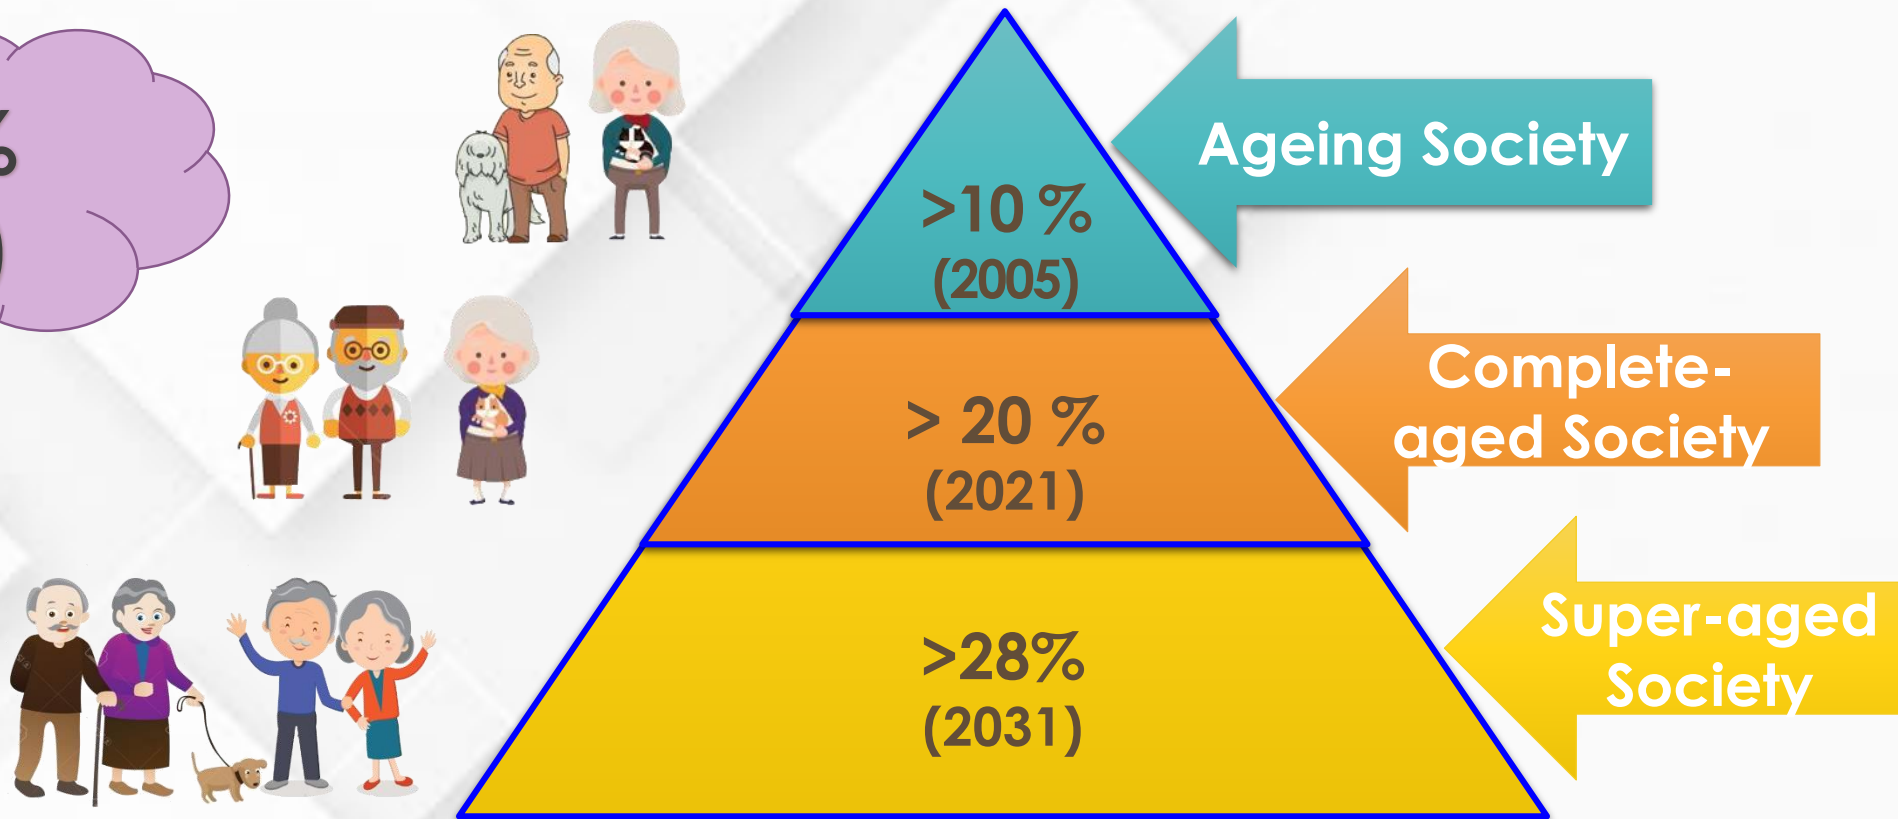 %
)
>10 %
(2005)
Ageing Society
> 20 %
(2021)
Complete-
aged Society
>28%
(2031)
Super-aged
Society